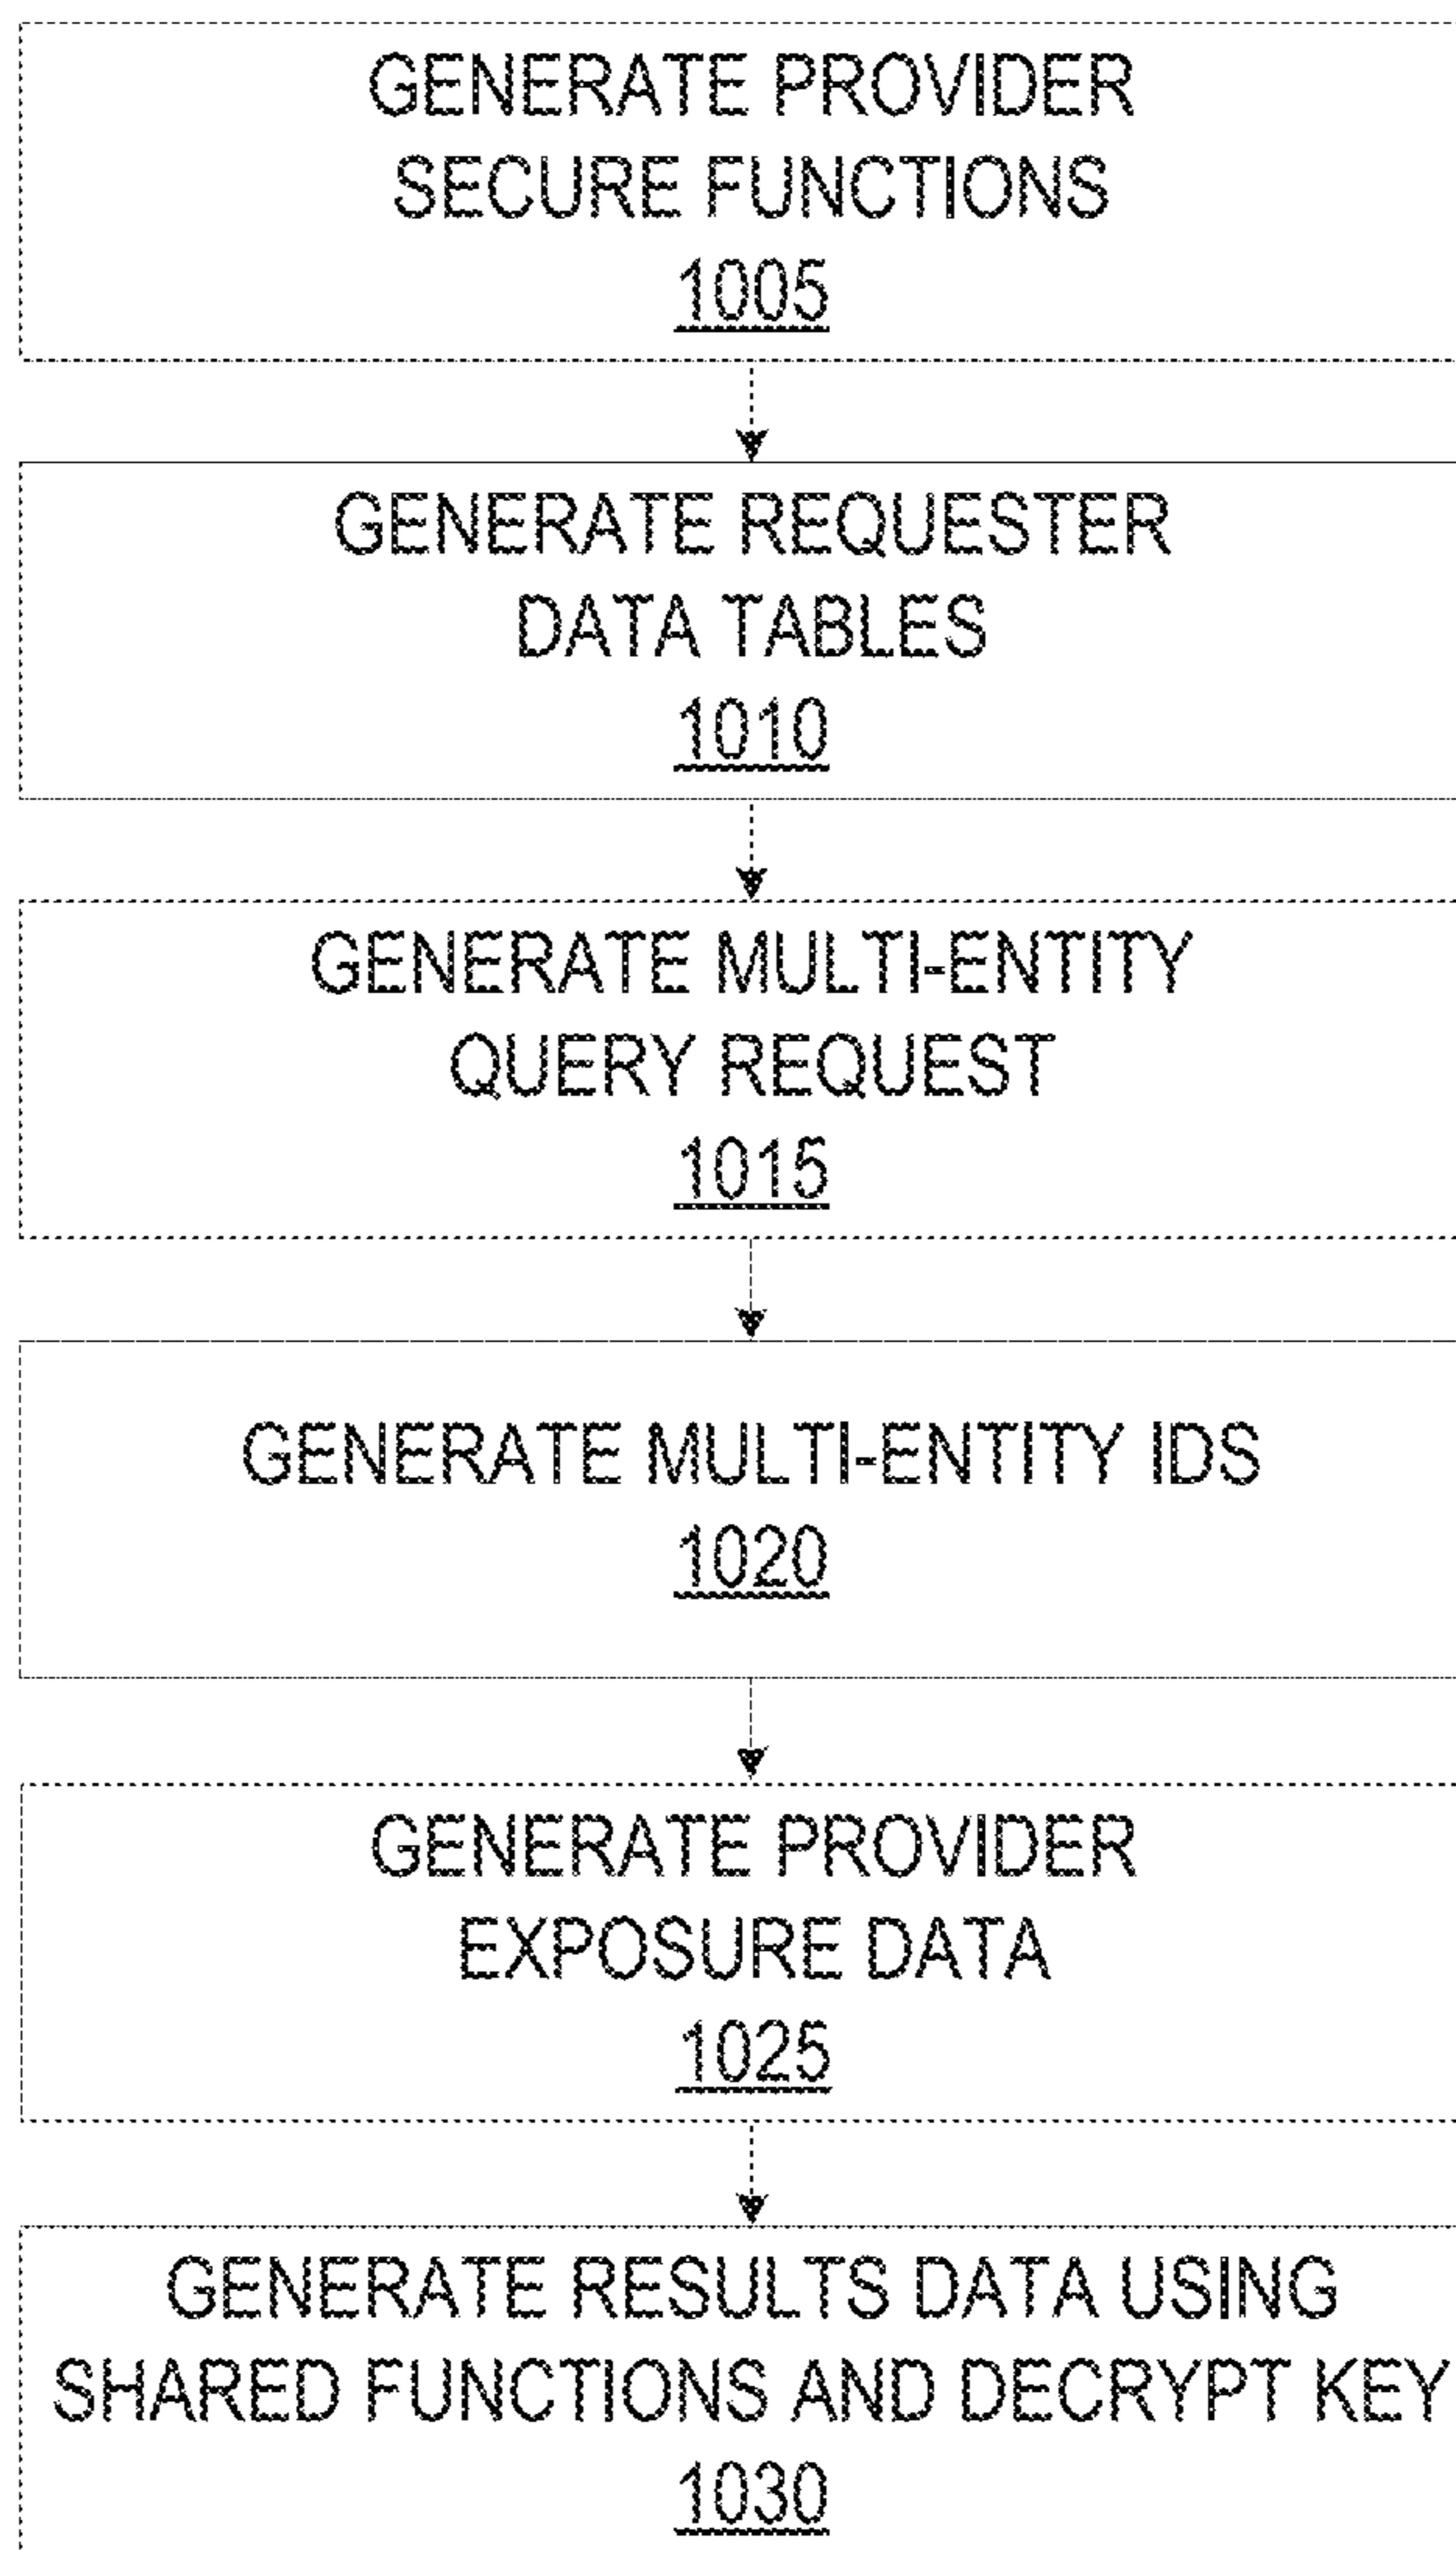 GENERATE PROVIDER
SECURE FUNCTIONS
1005
GENERATE REQUESTER
DATA TABLES
1010
GENERATE MULTI-ENTITY
QUERY REQUEST
1015
GENERATE MULTI-ENTITY IDS
1020
GENERATE PROVIDER
EXPOSURE DATA
1025
GENERATE RESULTS DATA USING
SHARED FUNCTIONS AND DECRYPT KEY
1030